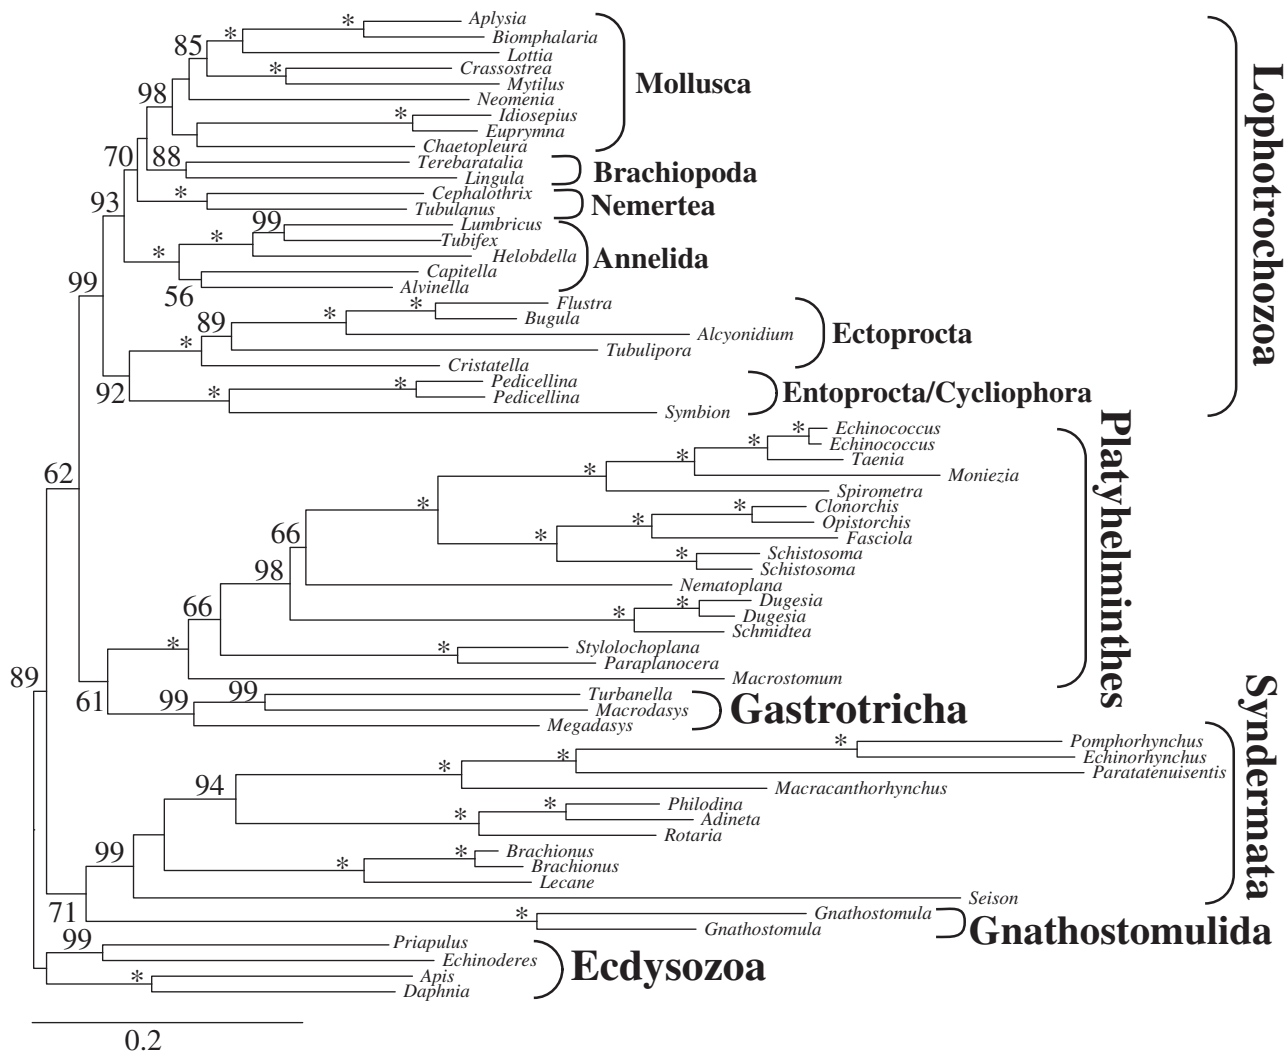 * Aplysia
* Biomphalaria
85 Lottia
* Crassostrea
Mytilus
Mollusca
98 Neomenia
* Idiosepius
Euprymna
Chaetopleura
70 88 Terebaratalia
Lingula
Brachiopoda
* Cephalothrix
93 Tubulanus
Nemertea
99 Lumbricus
* Tubifex
* Helobdella
Annelida
99 Capitella
56 Alvinella
* Flustra
* Bugula
89 Alcyonidium
Ectoprocta
* Tubulipora
Cristatella
92 * Pedicellina
* Pedicellina
Entoprocta/Cycliophora
Symbion
Lophotrochozoa
* Echinococcus
* Echinococcus
* Taenia
62 * Moniezia
Spirometra
* Clonorchis
* * Opistorchis
66 * Fasciola
* Schistosoma
98 Schistosoma
Nematoplana
66 * Dugesia
* Dugesia
Schmidtea
* * Stylolochoplana
Paraplanocera
89 Macrostomum
Platyhelminthes
61 99 99 Turbanella
Macrodasys
Megadasys
Gastrotricha
* Pomphorhynchus
* Echinorhynchus
* Paratatenuisentis
94 Macracanthorhynchus
* Philodina
* Adineta
Rotaria
99 * Brachionus
* Brachionus
Lecane
Seison
Syndermata
71 * Gnathostomula
Gnathostomula
Gnathostomulida
99 Priapulus
Echinoderes
* Apis
Daphnia
Ecdysozoa
0.2